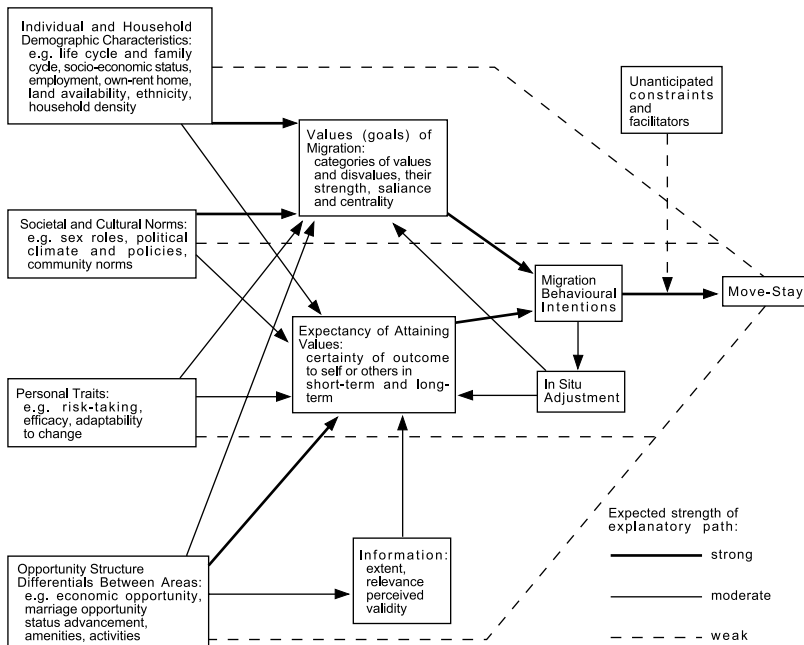 Individual and Household
Demographic Characteristics:
e.g. life cycle and family
cycle, socio-economic status,
employment, own-rent home,
land availability, ethnicity,
household density
Unanticipated
constraints
and
facilitators
Values (goals) of
Migration:
categories of values
and disvalues, their
strength, saliance
and centrality
Societal and Cultural Norms:
e.g. sex roles, political
climate and policies,
community norms
Migration
Behavioural
Intentions
Move-Stay
Expectancy of Attaining
Values:
certainty of outcome
to self or others in
short-term and long-
term
In Situ
Adjustment
Personal Traits:
e.g. risk-taking,
efficacy, adaptability
to change
Opportunity Structure
Differentials Between Areas:
e.g. economic opportunity,
marriage opportunity
status advancement,
amenities, activities
Information:
extent,
relevance
perceived
validity
Expected strength of
explanatory path:
strong
moderate
weak